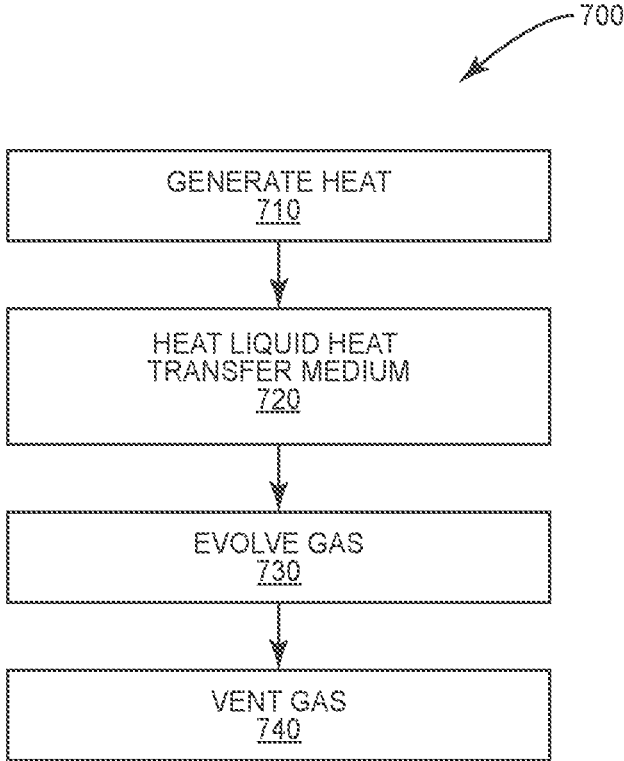 700
GENERATE HEAT
710
HEAT LIQUID HEAT
TRANSFER MEDIUM
720
EVOLVE GAS
730
VENT GAS
740